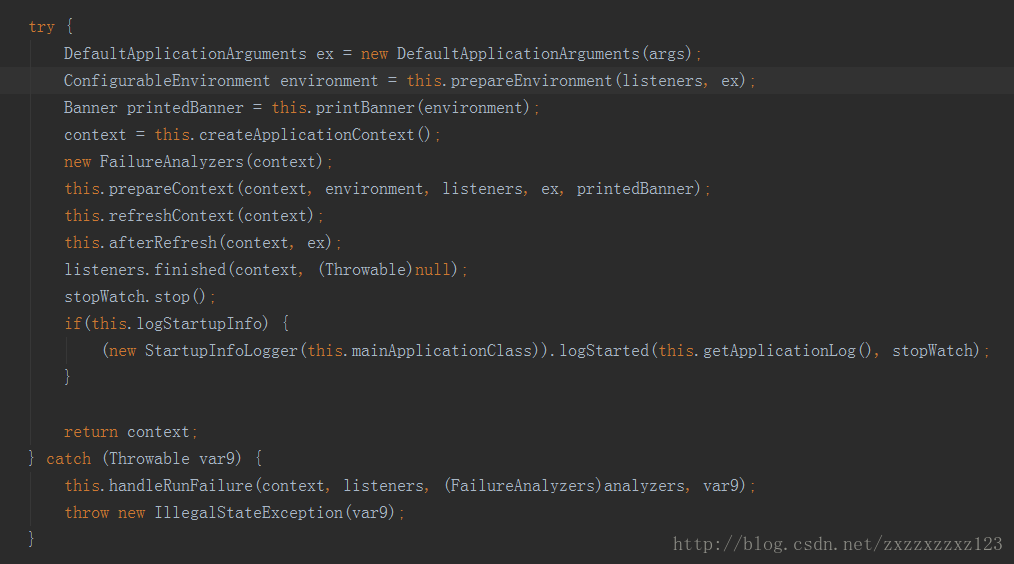 try {
    DefaultApplicationArguments ex = new DefaultApplicationArguments(args);
    ConfigurableEnvironment environment = this.prepareEnvironment(listeners, ex);
    Banner printedBanner = this.printBanner(environment);
    context = this.createApplicationContext();
    new FailureAnalyzers(context);
    this.prepareContext(context, environment, listeners, ex, printedBanner);
    this.refreshContext(context);
    this.afterRefresh(context, ex);
    listeners.finished(context, (Throwable)null);
    stopWatch.stop();
    if(this.logStartupInfo) {
        (new StartupInfoLogger(this.mainApplicationClass)).logStarted(this.getApplicationLog(), stopWatch);
    }

    return context;
} catch (Throwable var9) {
    this.handleRunFailure(context, listeners, (FailureAnalyzers)analyzers, var9);
    throw new IllegalStateException(var9);
}
http://blog.csdn.net/zxzzxzzxz123